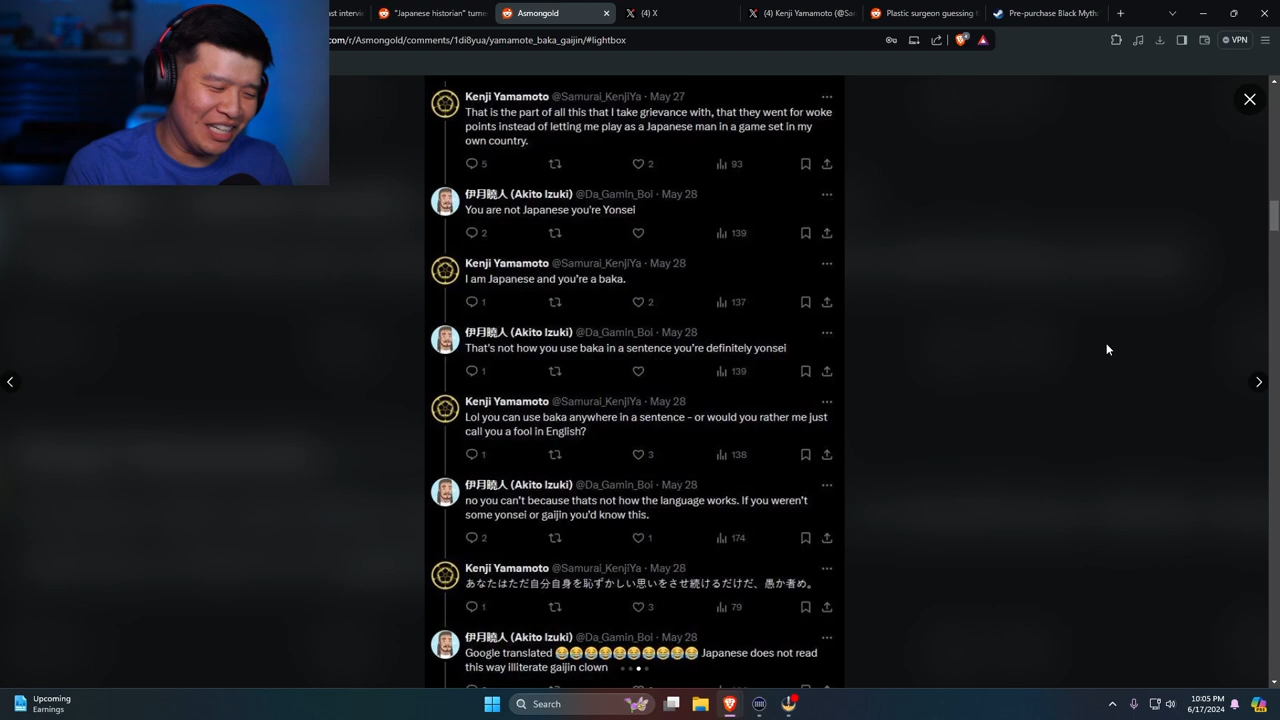 ast intervie
"Japanese historian" turne
Asmongold
(4) X
(4) Kenji Yamamoto (@Sa
Plastic surgeon guessing t
Pre-purchase Black Myth
com/r/Asmongold/comments/1di8yua/yamamote_baka_gaijin/#lightbox
VPN
Kenji Yamamoto @Samurai_KenjiYa · May 27
That is the part of all this that I take grievance with, that they went for woke
points instead of letting me play as a Japanese man in a game set in my
own country.
5 2 93
伊月曉人 (Akito Izuki) @Da_Gamin_Boi · May 28
You are not Japanese you're Yonsei
2 139
Kenji Yamamoto @Samurai_KenjiYa · May 28
I am Japanese and you're a baka.
1 2 137
伊月曉人 (Akito Izuki) @Da_Gamin_Boi · May 28
That's not how you use baka in a sentence you're definitely yonsei
1 139
Kenji Yamamoto @Samurai_KenjiYa · May 28
Lol you can use baka anywhere in a sentence - or would you rather me just
call you a fool in English?
1 3 138
伊月曉人 (Akito Izuki) @Da_Gamin_Boi · May 28
no you can't because thats not how the language works. If you weren't
some yonsei or gaijin you'd know this.
2 1 174
Kenji Yamamoto @Samurai_KenjiYa · May 28
あなたはただ自分自身を恥ずかしい思いをさせ続けるだけだ、愚か者め。
1 3 79
伊月曉人 (Akito Izuki) @Da_Gamin_Boi · May 28
Google translated 😂😂😂😂😂😂😂😂😂😂 Japanese does not read
this way illiterate gaijin clown
Upcoming
Earnings
Search
10:05 PM
6/17/2024